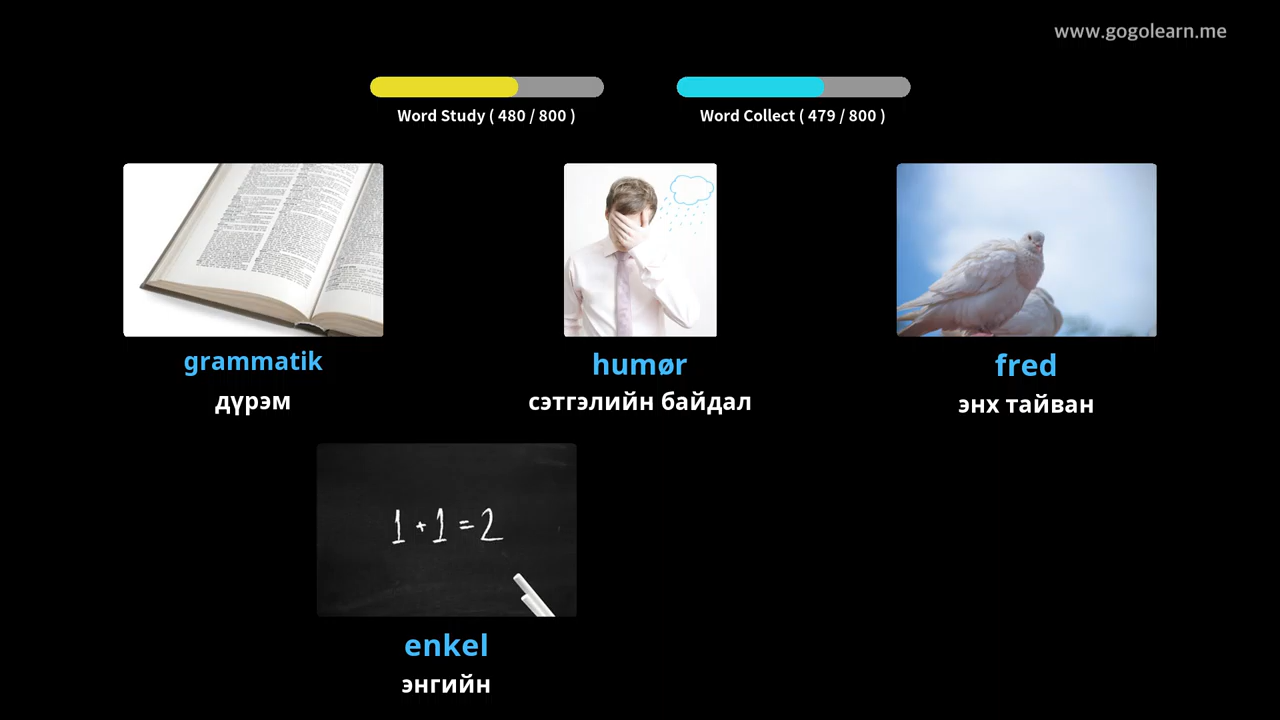 www.gogolearn.me
Word Study ( 480 / 800 )
Word Collect ( 479 / 800 )
grammatik
дүрэм
humør
сэтгэлийн байдал
fred
энх тайван
1 + 1 = 2
enkel
энгийн